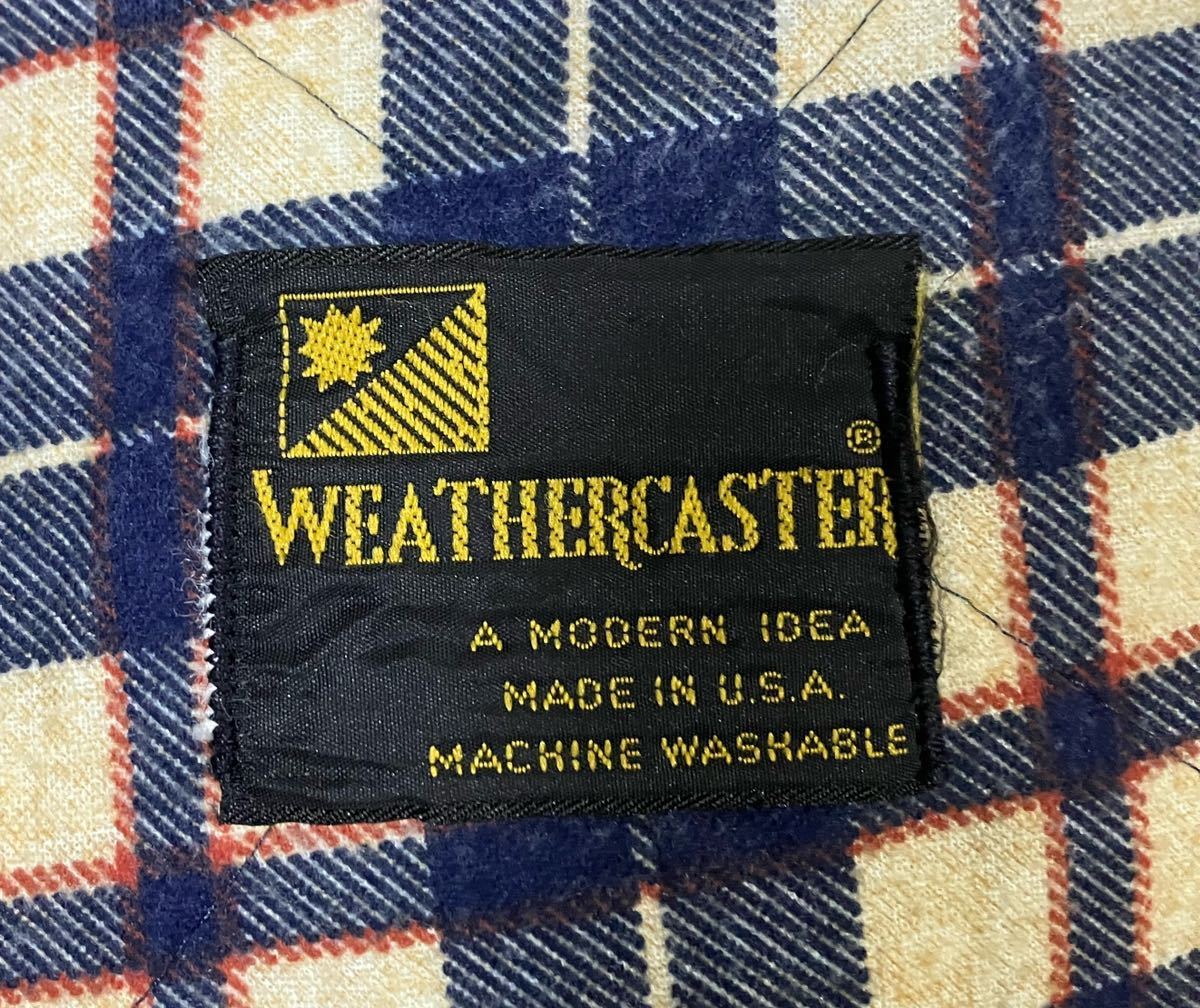 ®
WEATHERCASTER
A MODERN IDEA
MADE IN U.S.A.
MACHINE WASHABLE